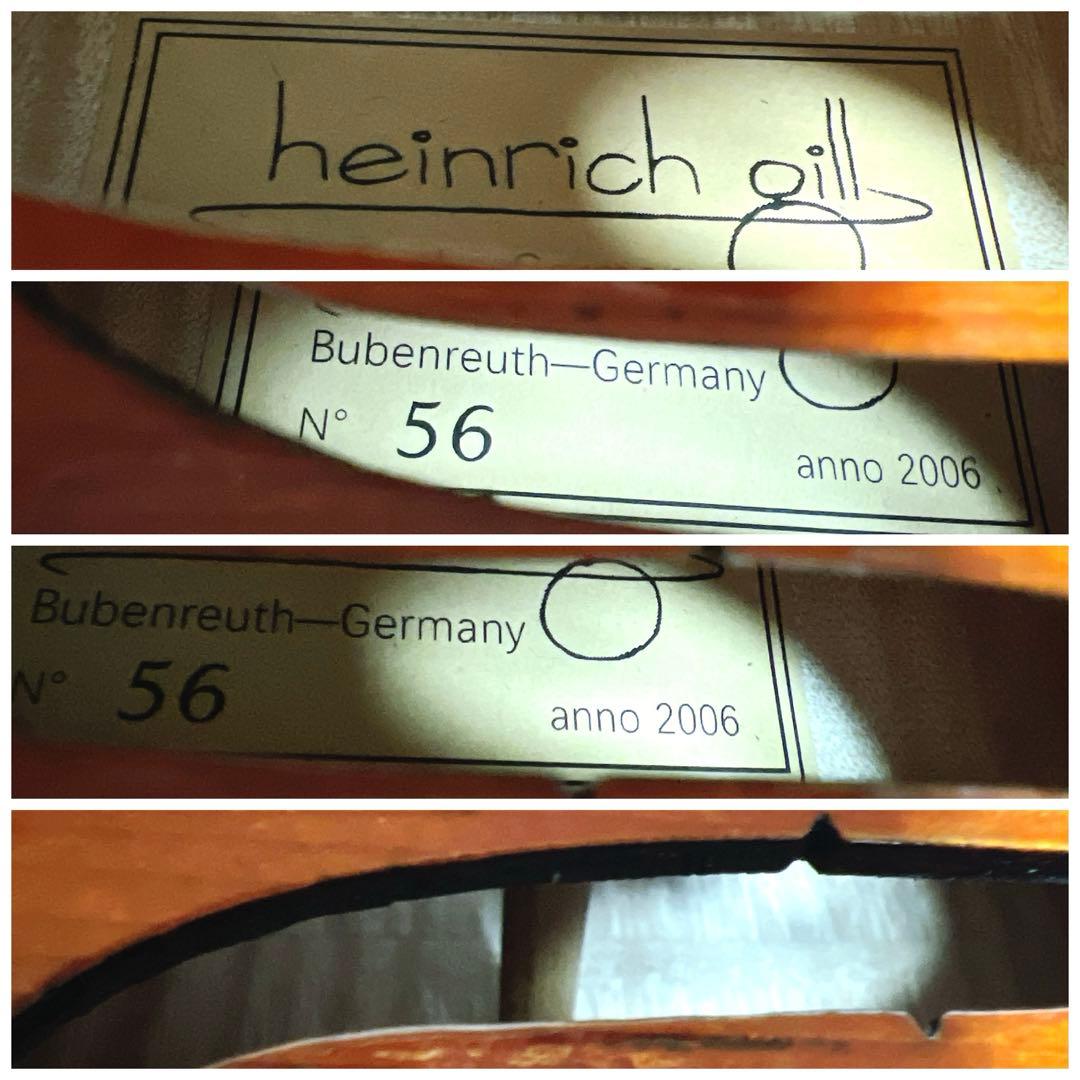 heinrich gill
Bubenreuth—Germany
N° 56
anno 2006
Bubenreuth—Germany
N° 56
anno 2006